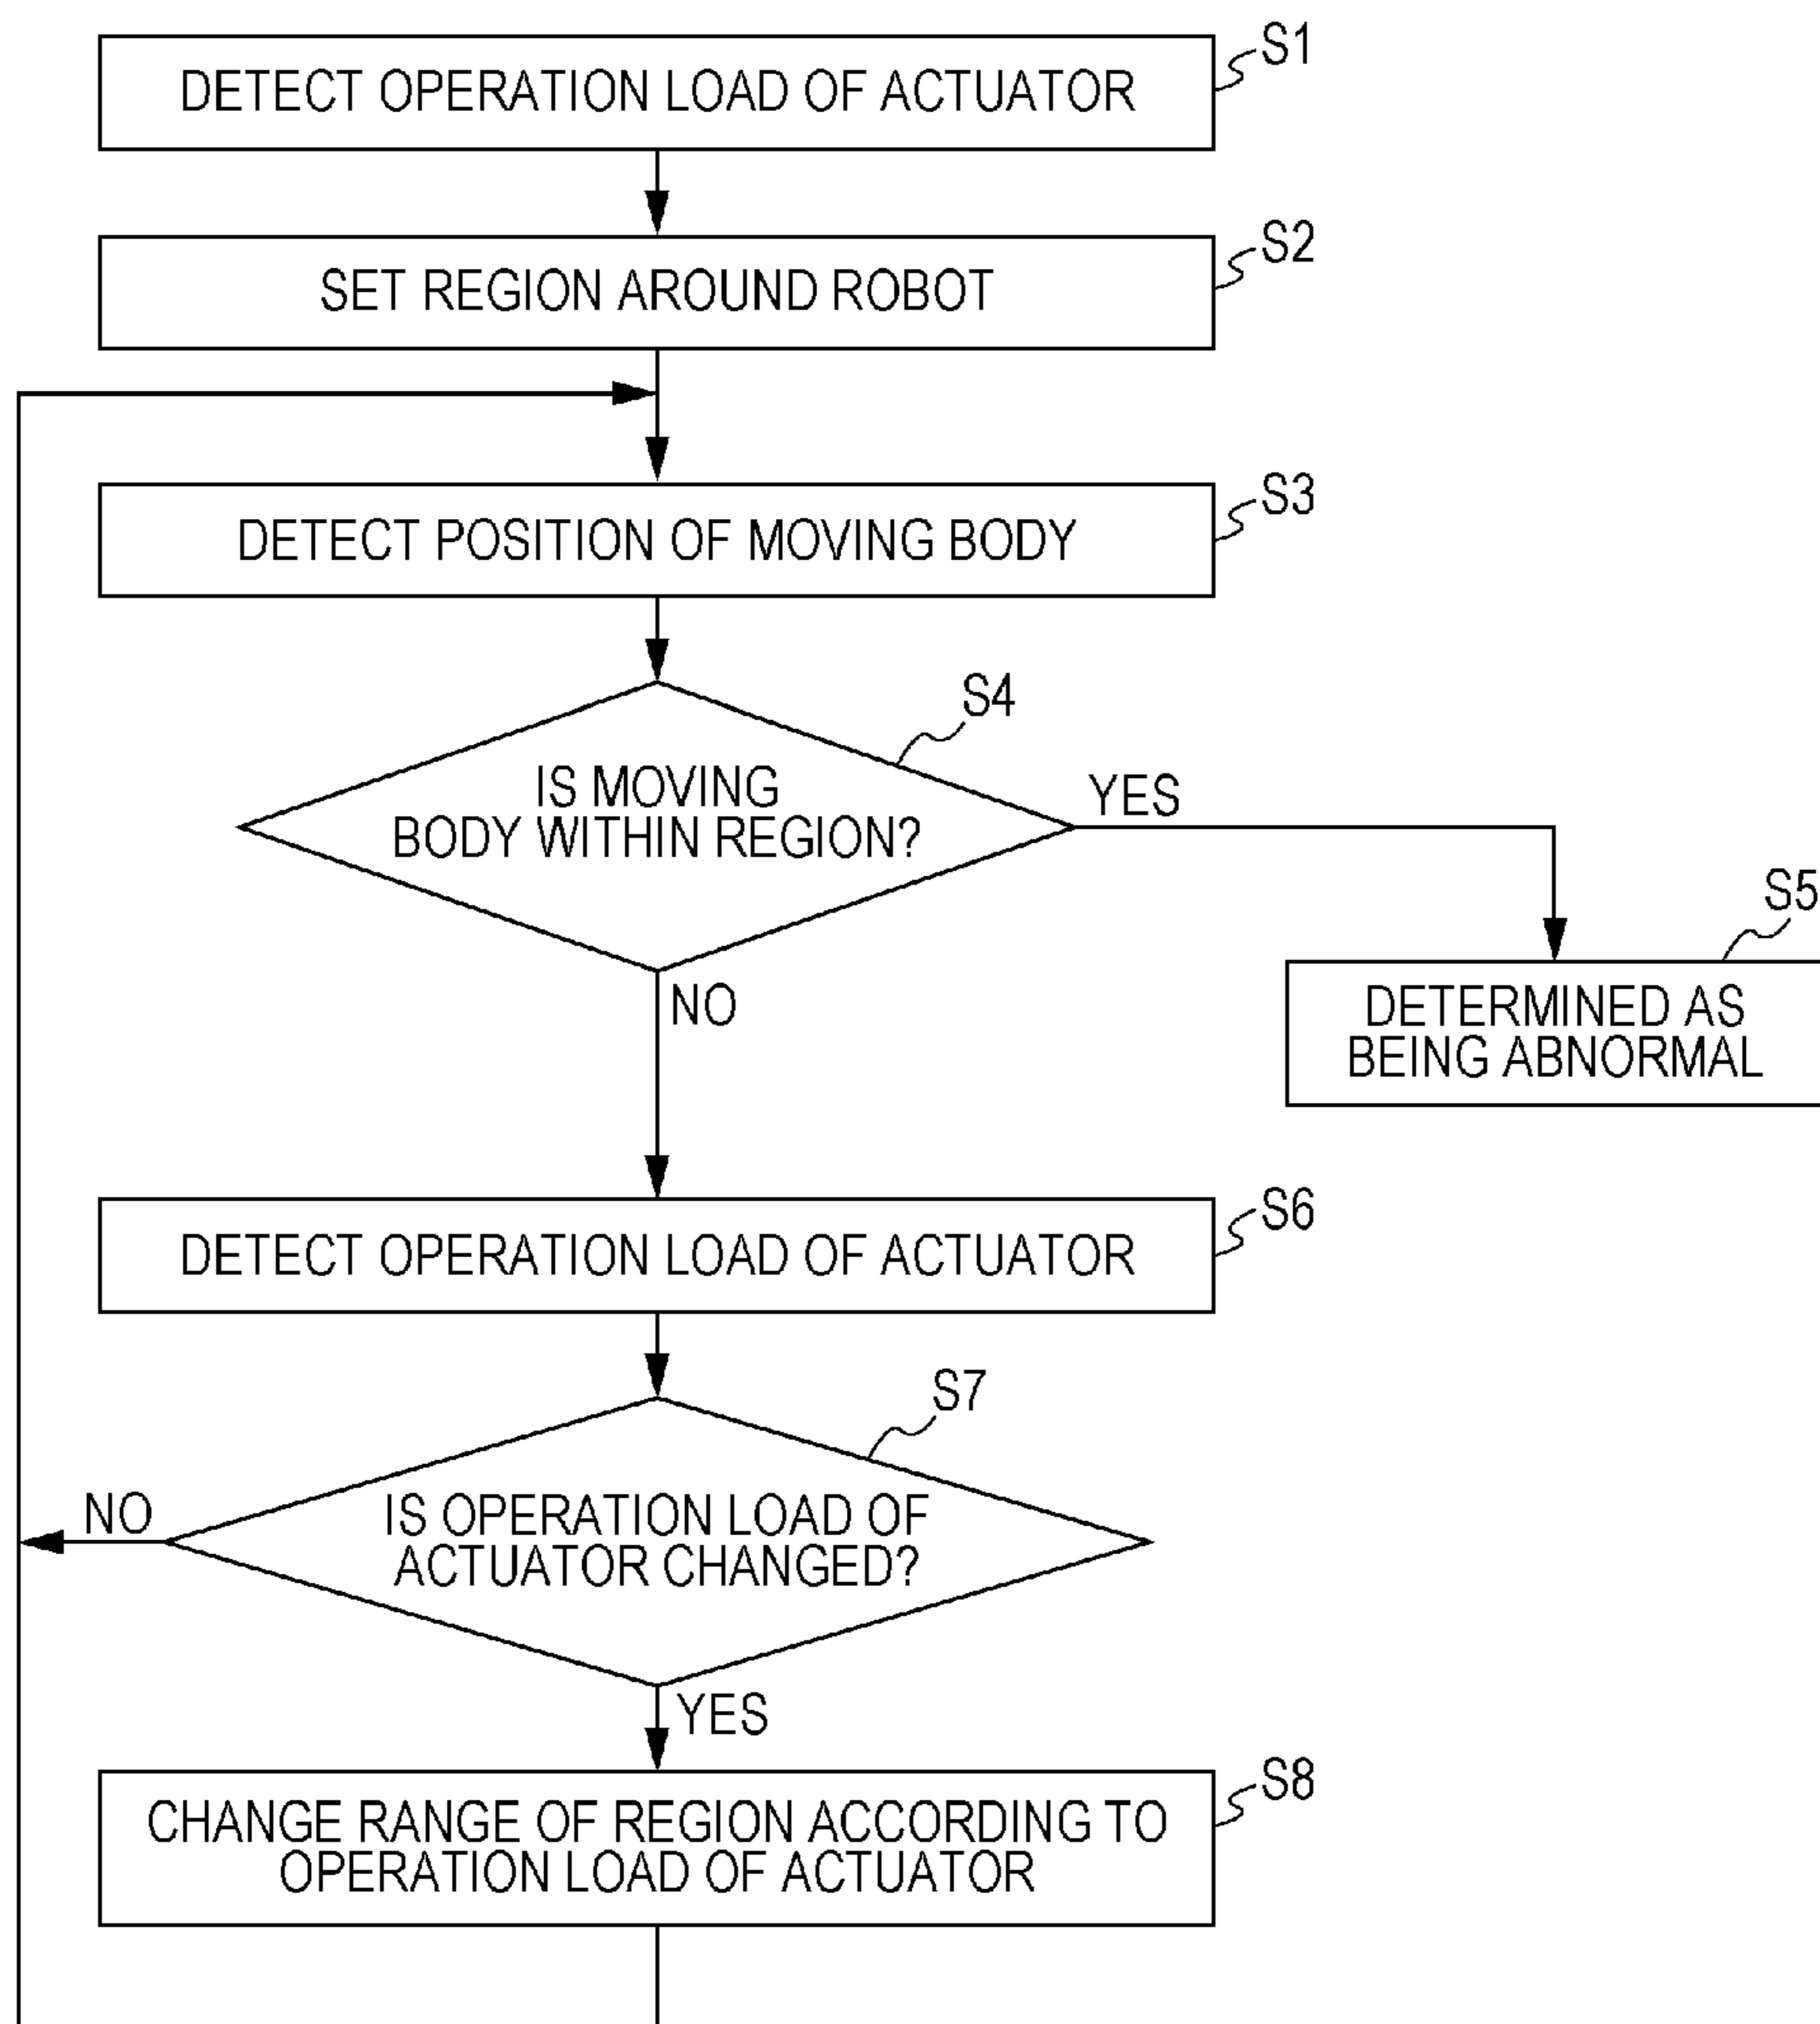 DETECT OPERATION LOAD OF ACTUATOR
S1
SET REGION AROUND ROBOT
S2
DETECT POSITION OF MOVING BODY
S3
S4
IS MOVING
BODY WITHIN REGION?
YES
NO
S5
DETERMINED AS
BEING ABNORMAL
DETECT OPERATION LOAD OF ACTUATOR
S6
S7
IS OPERATION LOAD OF
ACTUATOR CHANGED?
NO
YES
CHANGE RANGE OF REGION ACCORDING TO
OPERATION LOAD OF ACTUATOR
S8